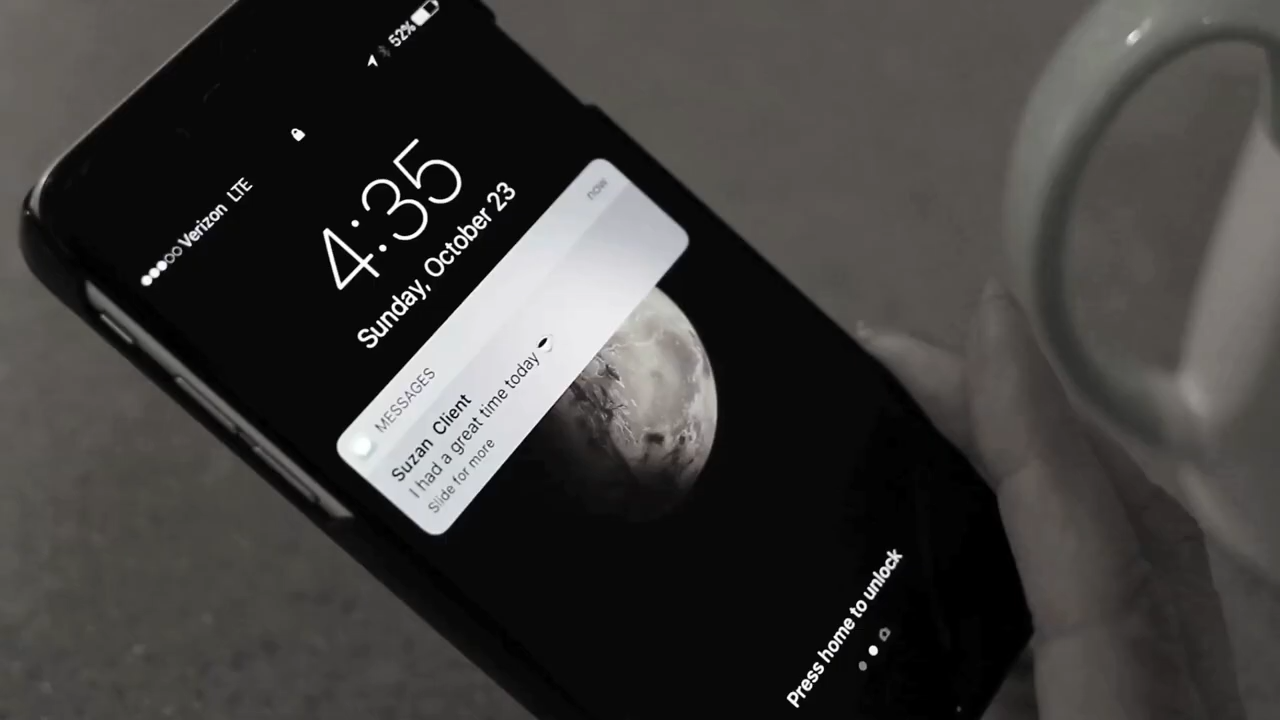 52%
Verizon LTE
4:35
Sunday, October 23
MESSAGES
now
Suzan Client
I had a great time today
Slide for more
Press home to unlock